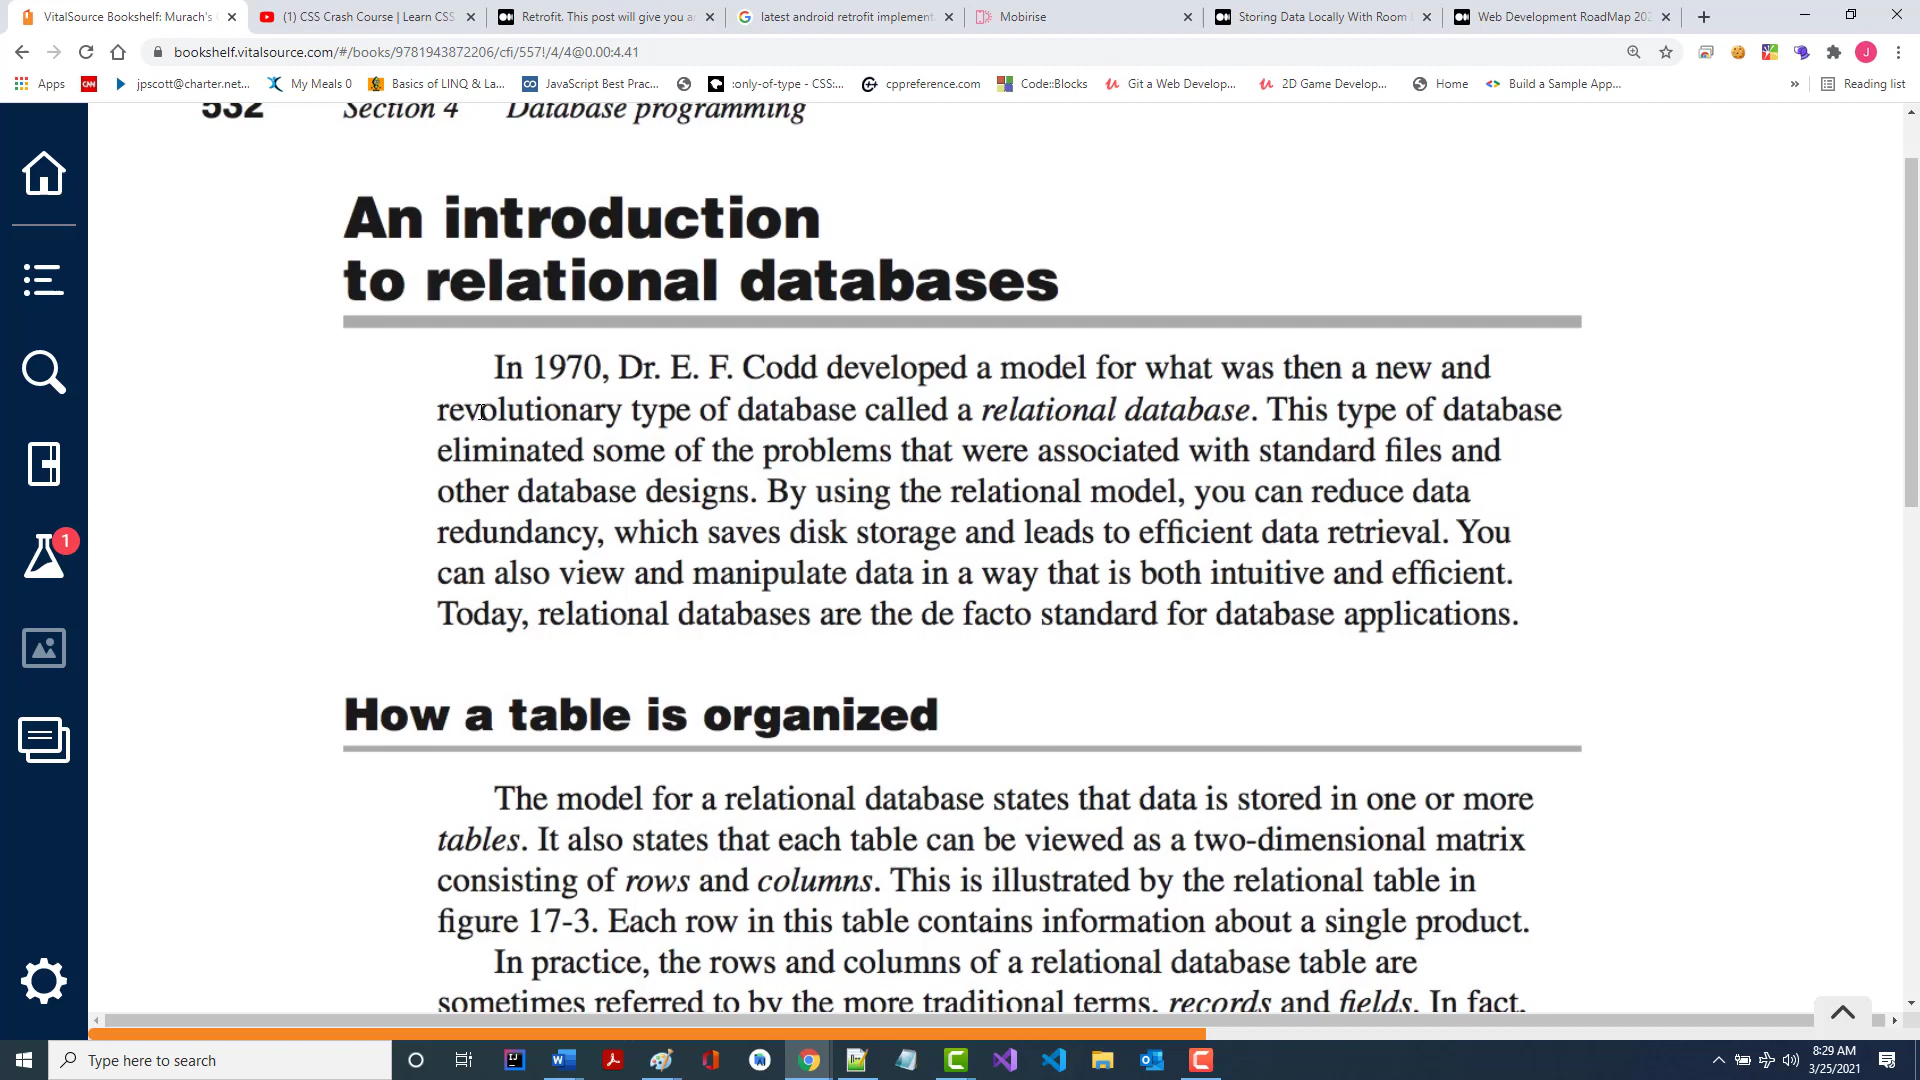 VitalSource Bookshelf: Murach's
(1) CSS Crash Course | Learn CSS
Retrofit. This post will give you a
latest android retrofit implement
Mobirise
Storing Data Locally With Room
Web Development RoadMap 202
bookshelf.vitalsource.com/#/books/9781943872206/cfi/557!/4/4@0.00:4.41
J
Apps
CNN
jpscott@charter.net...
My Meals 0
Basics of LINQ & La...
JavaScript Best Prac...
:only-of-type - CSS:...
cppreference.com
Code::Blocks
Git a Web Develop...
2D Game Develop...
Home
Build a Sample App...
»
Reading list
532 Section 4 Database programming
An introduction
to relational databases
In 1970, Dr. E. F. Codd developed a model for what was then a new and
revolutionary type of database called a relational database. This type of database
eliminated some of the problems that were associated with standard files and
other database designs. By using the relational model, you can reduce data
redundancy, which saves disk storage and leads to efficient data retrieval. You
can also view and manipulate data in a way that is both intuitive and efficient.
Today, relational databases are the de facto standard for database applications.
1
How a table is organized
The model for a relational database states that data is stored in one or more
tables. It also states that each table can be viewed as a two-dimensional matrix
consisting of rows and columns. This is illustrated by the relational table in
figure 17-3. Each row in this table contains information about a single product.
In practice, the rows and columns of a relational database table are
sometimes referred to by the more traditional terms, records and fields. In fact,
Type here to search
8:29 AM
3/25/2021